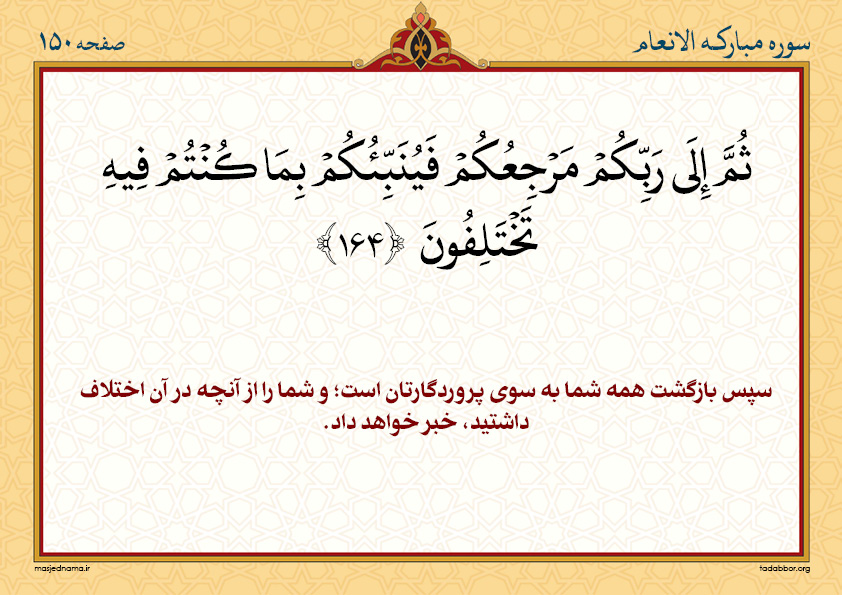 سوره مبارکه الانعام
صفحه ۱۵۰
ثُمَّ إِلَى رَبِّكُمْ مَرْجِعُكُمْ فَيُنَبِّئُكُمْ بِمَا كُنْتُمْ فِيهِ
تَخْتَلِفُونَ ﴿۱۶۴﴾
سپس بازگشت همه شما به سوی پروردگارتان است؛ و شما را از آنچه در آن اختلاف
داشتید، خبر خواهد داد.
masjednama.ir
tadabbor.org